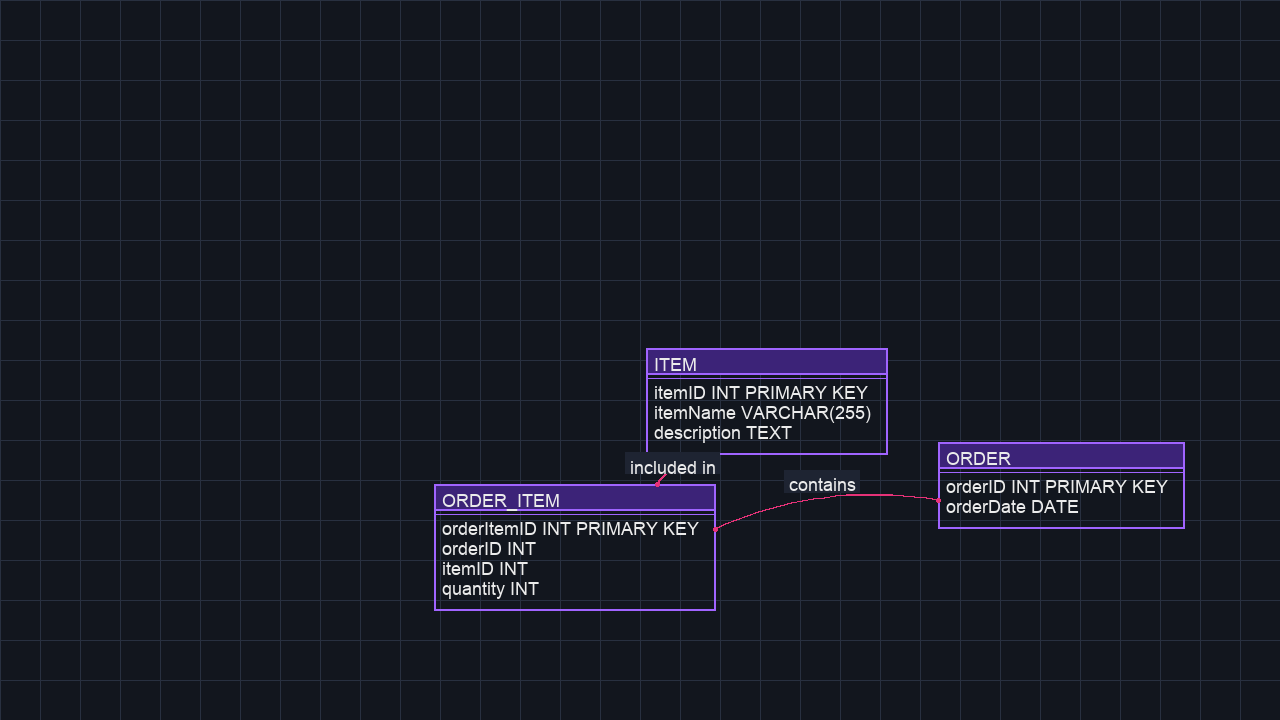 ITEM
itemID INT PRIMARY KEY
itemName VARCHAR(255)
description TEXT
included in
contains
ORDER
orderID INT PRIMARY KEY
orderDate DATE
ORDER_ITEM
orderItemID INT PRIMARY KEY
orderID INT
itemID INT
quantity INT